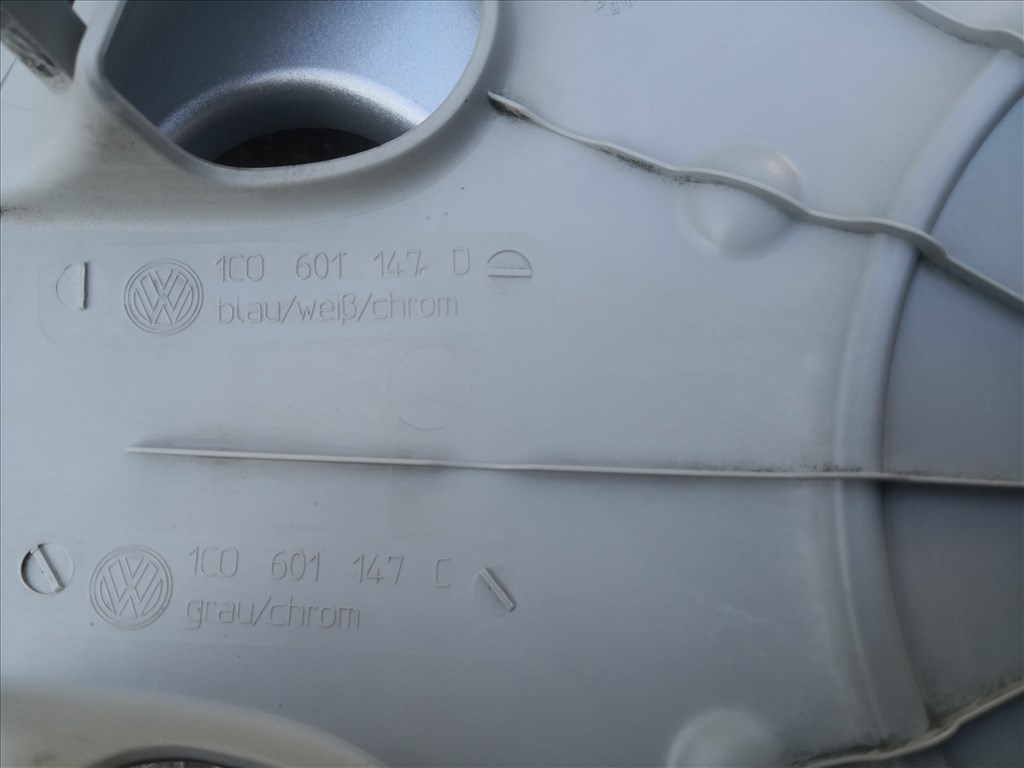 1C0 601 147 D
blau/weiß/chrom
1C0 601 147 C
grau/chrom